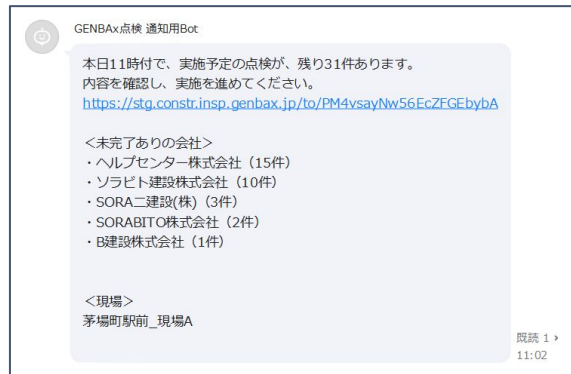 GENBAx点検 通知用Bot
本日11時付で、実施予定の点検が、残り31件あります。
内容を確認し、実施を進めてください。
https://stg.constr.insp.genbax.jp/to/PM4vsayNw56EcZFGEbybA
<未完了ありの会社>
・ヘルプセンター株式会社（15件）
・ソラビト建設株式会社（10件）
・SORA二建設(株)（3件）
・SORABITO株式会社（2件）
・B建設株式会社（1件）
<現場>
茅場町駅前_現場A
既読 1 ›
11:02